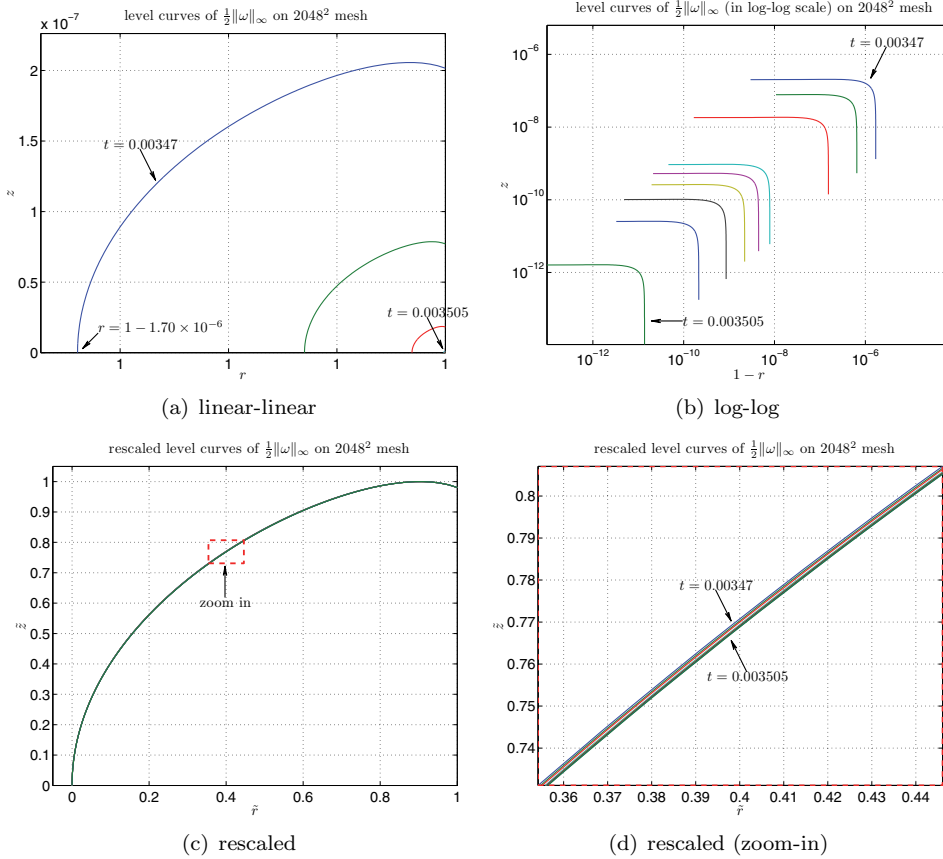 level curves of ½‖ω‖∞ on 2048² mesh
x 10⁻⁷
2
1.5
1
0.5
0
z
t = 0.00347
r = 1 − 1.70 × 10⁻⁶
t = 0.003505
1 1 1 1
r
(a) linear-linear
level curves of ½‖ω‖∞ (in log-log scale) on 2048² mesh
10⁻⁶
10⁻⁸
10⁻¹⁰
10⁻¹²
z
t = 0.00347
t = 0.003505
10⁻¹² 10⁻¹⁰ 10⁻⁸ 10⁻⁶
1 − r
(b) log-log
rescaled level curves of ½‖ω‖∞ on 2048² mesh
1
0.9
0.8
0.7
0.6
0.5
0.4
0.3
0.2
0.1
0
z̃
zoom in
0 0.2 0.4 0.6 0.8 1
r̃
(c) rescaled
rescaled level curves of ½‖ω‖∞ on 2048² mesh
0.8
0.79
0.78
0.77
0.76
0.75
0.74
z̃
t = 0.00347
t = 0.003505
0.36 0.37 0.38 0.39 0.4 0.41 0.42 0.43 0.44
r̃
(d) rescaled (zoom-in)